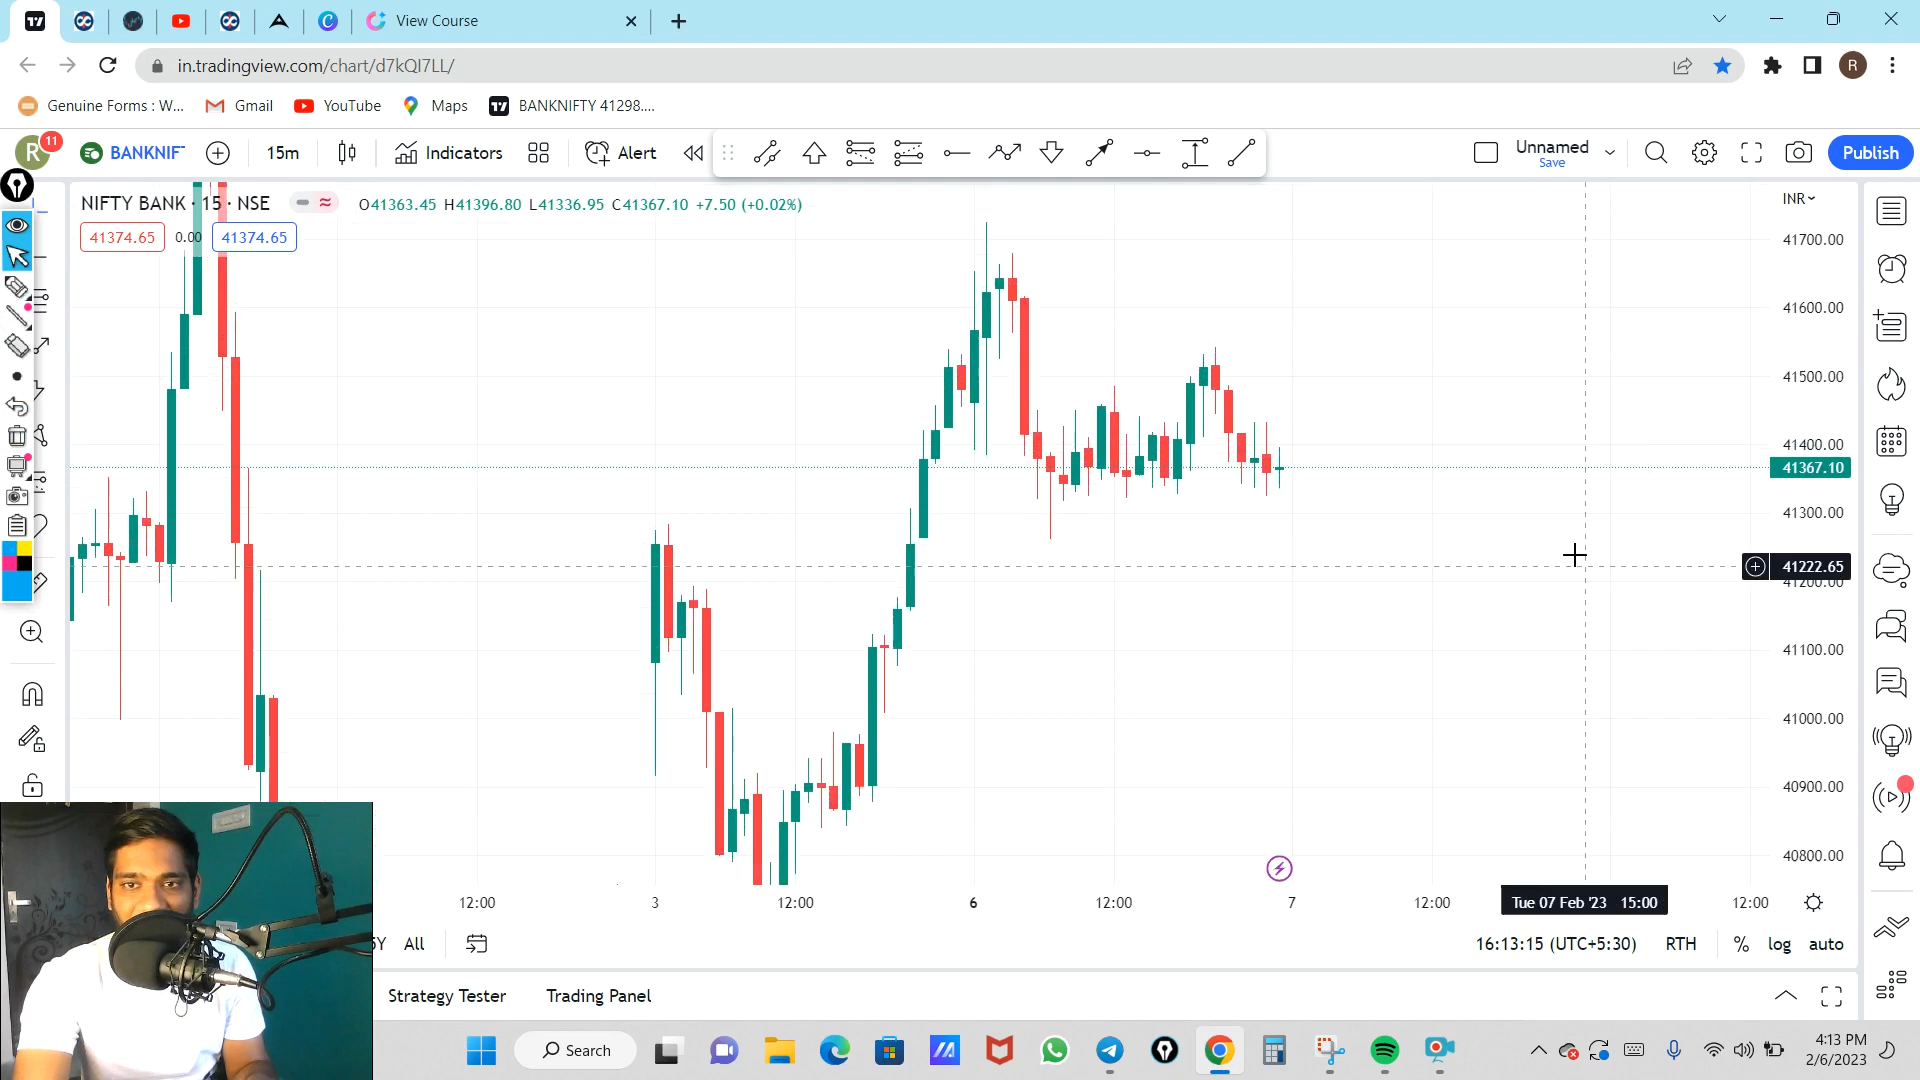 View Course
in.tradingview.com/chart/d7kQI7LL/
R
Genuine Forms : W...
Gmail
YouTube
Maps
BANKNIFTY 41298....
R
11
BANKNIF
15m
Indicators
Alert
Unnamed
Save
Publish
NIFTY BANK · 15 · NSE
O41363.45 H41396.80 L41336.95 C41367.10 +7.50 (+0.02%)
INR
41374.65
0.00
41374.65
41700.00
41600.00
41500.00
41400.00
41367.10
41300.00
41222.65
41200.00
41100.00
41000.00
40900.00
40800.00
12:00
3
12:00
6
12:00
7
12:00
Tue 07 Feb '23 15:00
12:00
5Y
All
16:13:15 (UTC+5:30)
RTH
%
log
auto
Strategy Tester
Trading Panel
Search
4:13 PM
2/6/2023